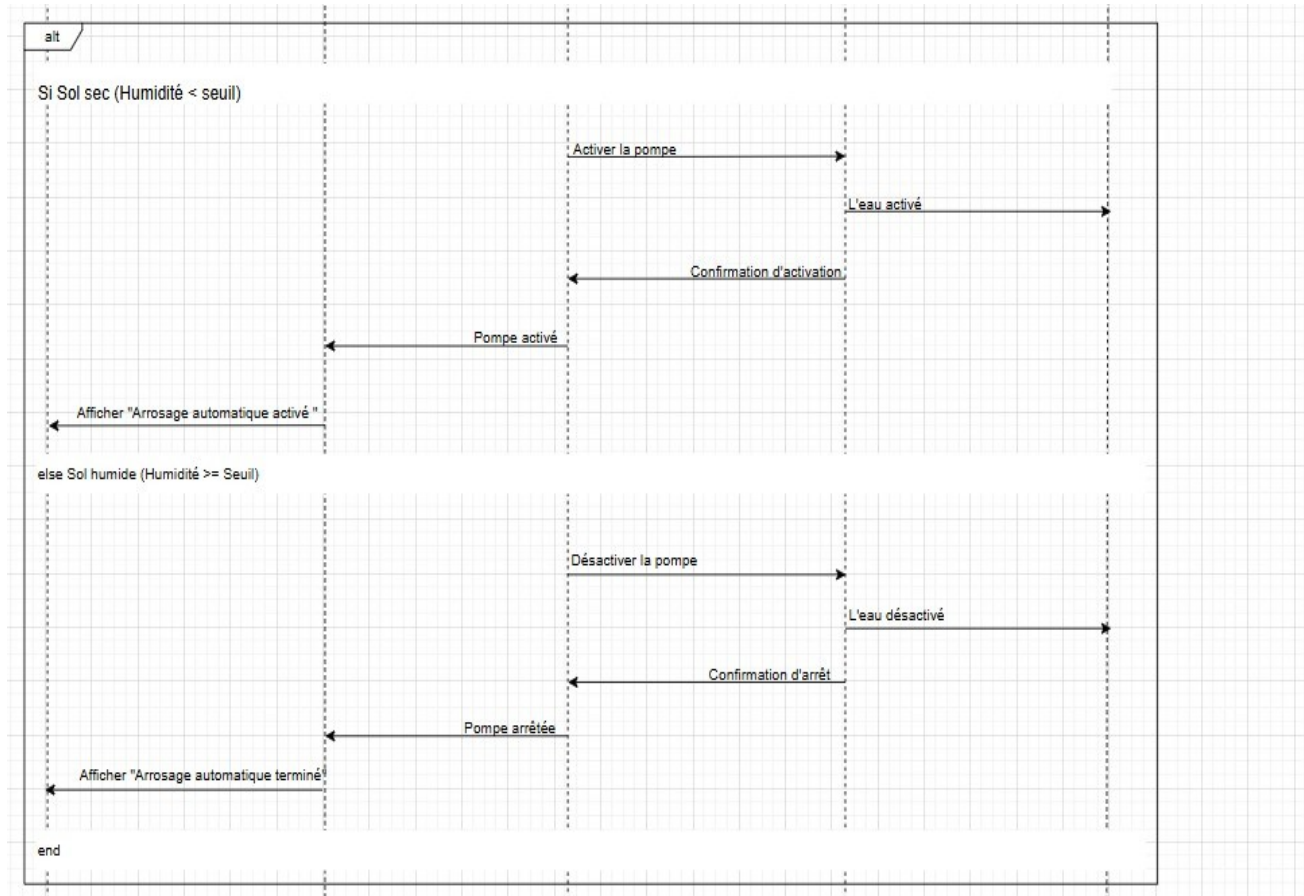 alt
Si Sol sec (Humidité < seuil)
Activer la pompe
L'eau activé
Confirmation d'activation
Pompe activé
Afficher "Arrosage automatique activé "
else Sol humide (Humidité >= Seuil)
Désactiver la pompe
L'eau désactivé
Confirmation d'arrêt
Pompe arrêtée
Afficher "Arrosage automatique terminé"
end